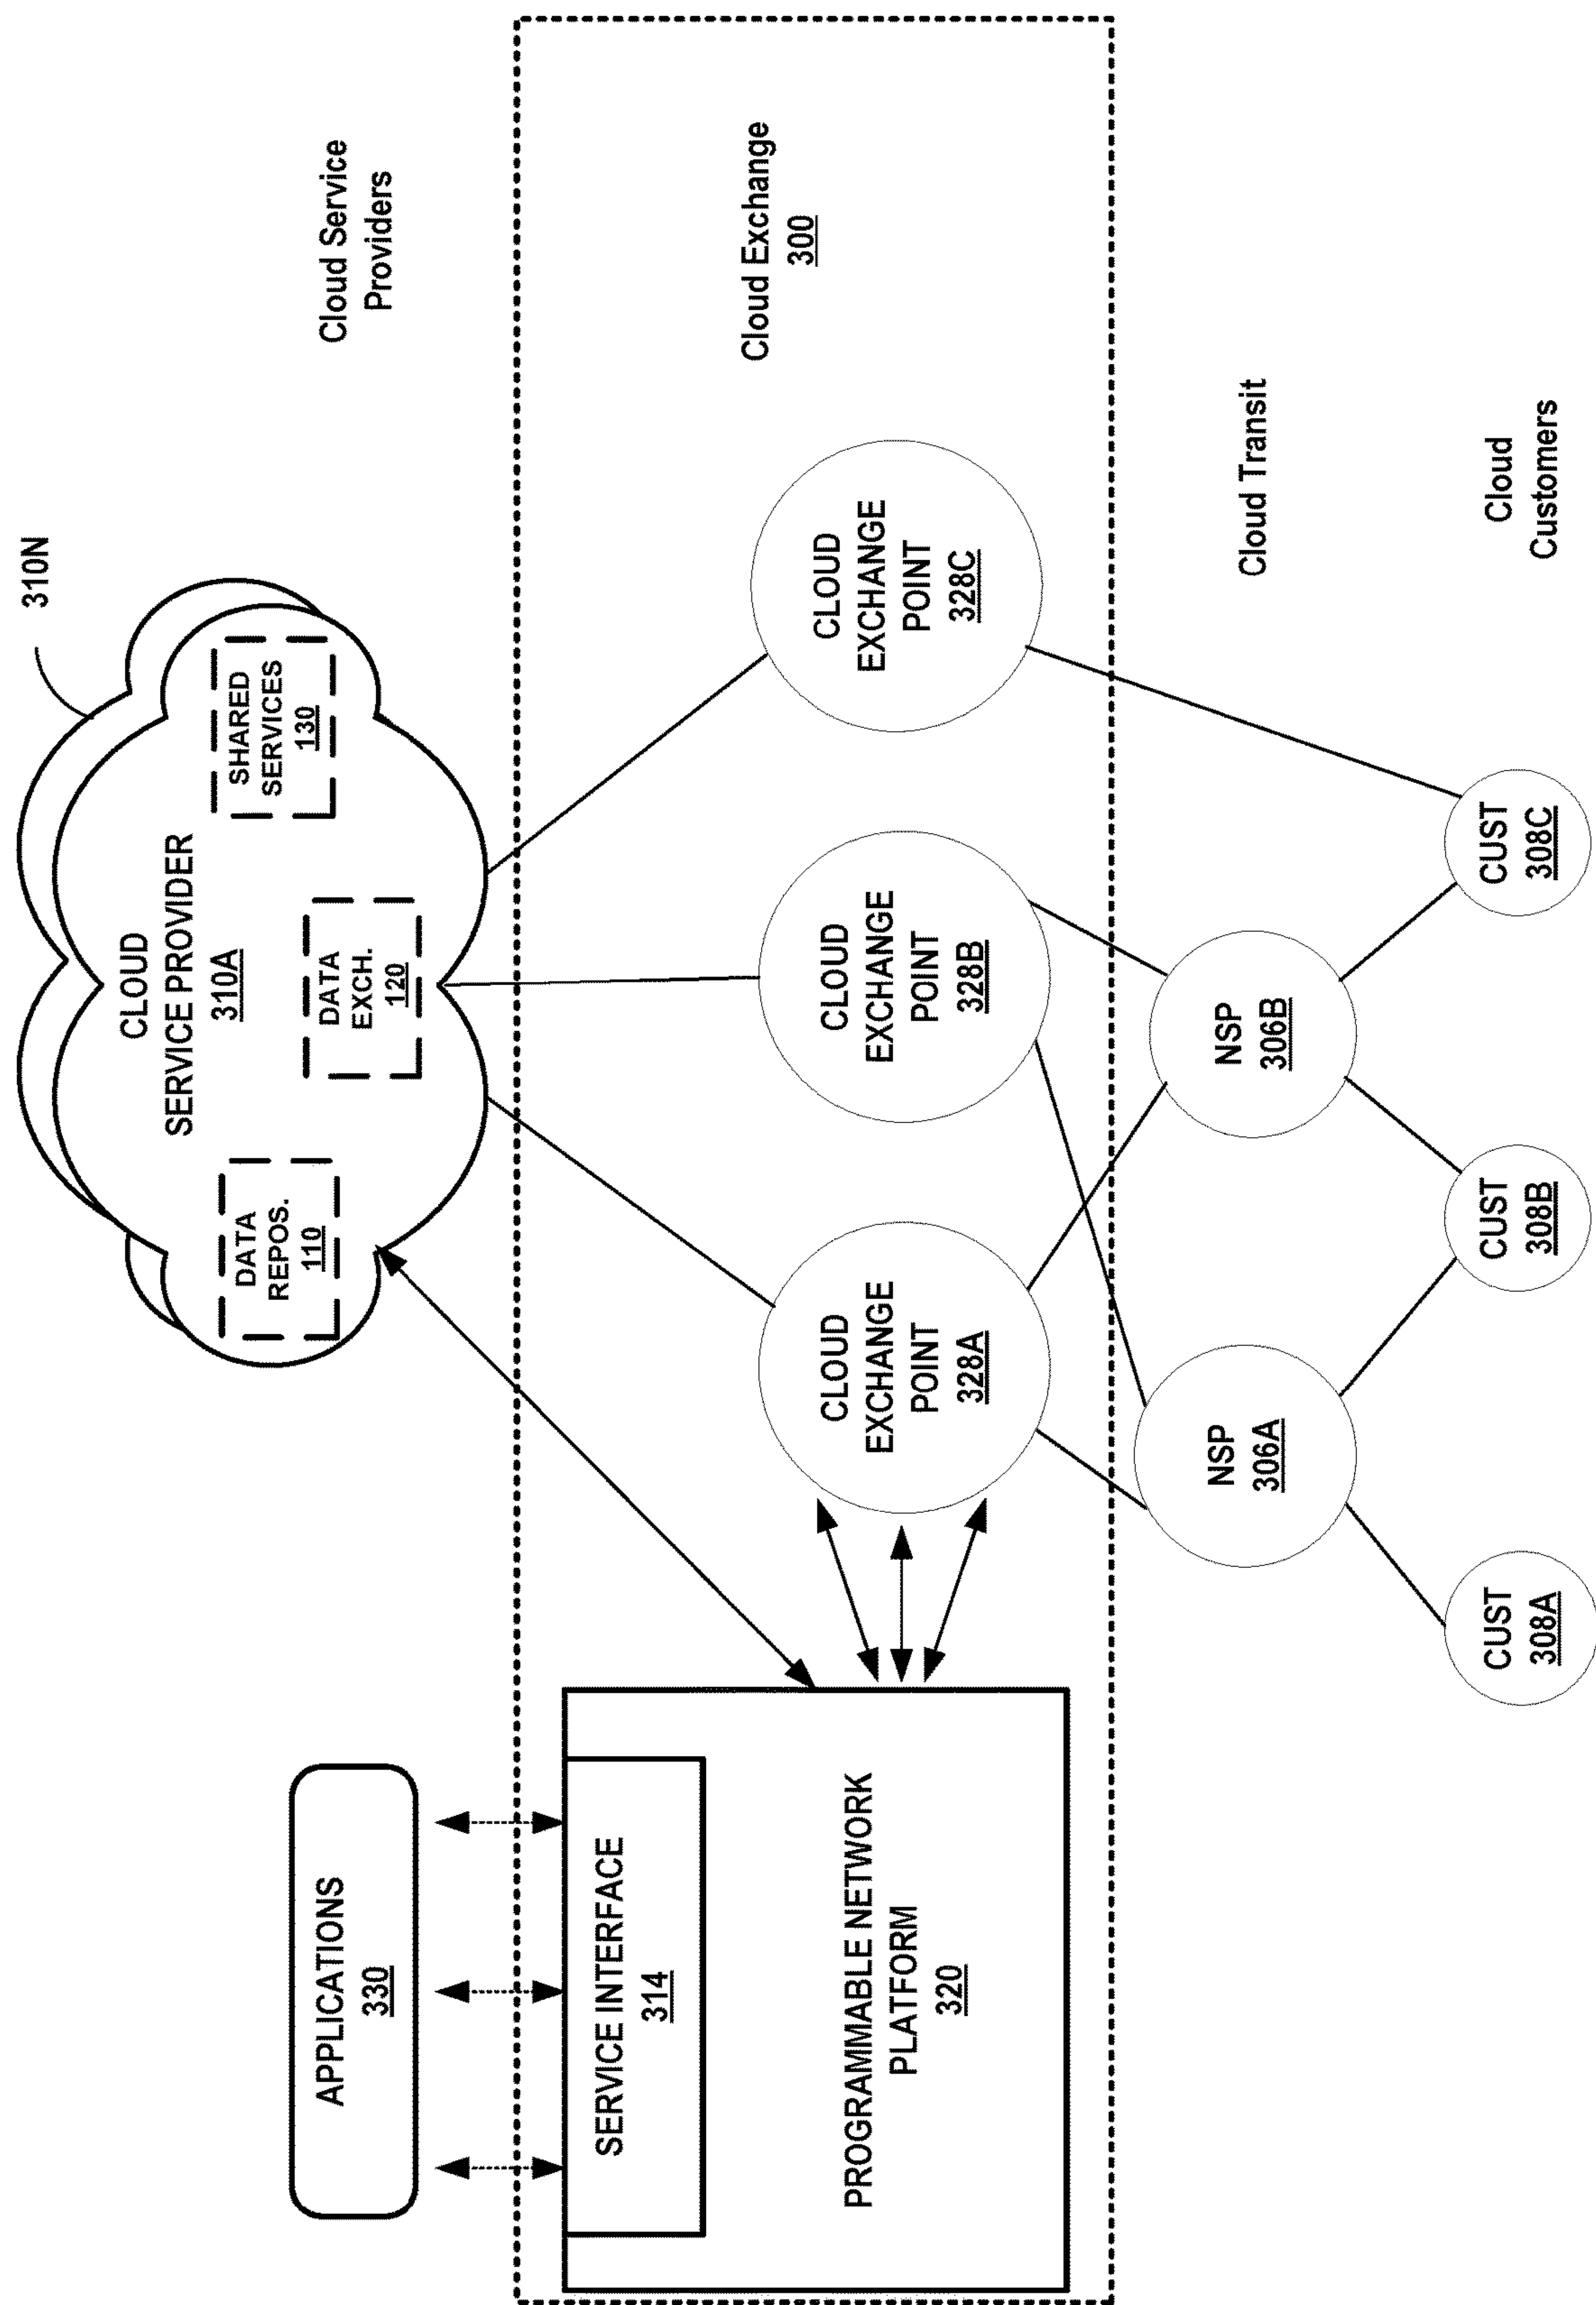 310N
CLOUD
SERVICE PROVIDER
310A
DATA
REPOS.
110
DATA
EXCH.
120
SHARED
SERVICES
130
Cloud Service
Providers
APPLICATIONS
330
SERVICE INTERFACE
314
PROGRAMMABLE NETWORK
PLATFORM
320
CLOUD
EXCHANGE
POINT
328A
CLOUD
EXCHANGE
POINT
328B
CLOUD
EXCHANGE
POINT
328C
Cloud Exchange
300
NSP
306A
NSP
306B
Cloud Transit
CUST
308A
CUST
308B
CUST
308C
Cloud
Customers